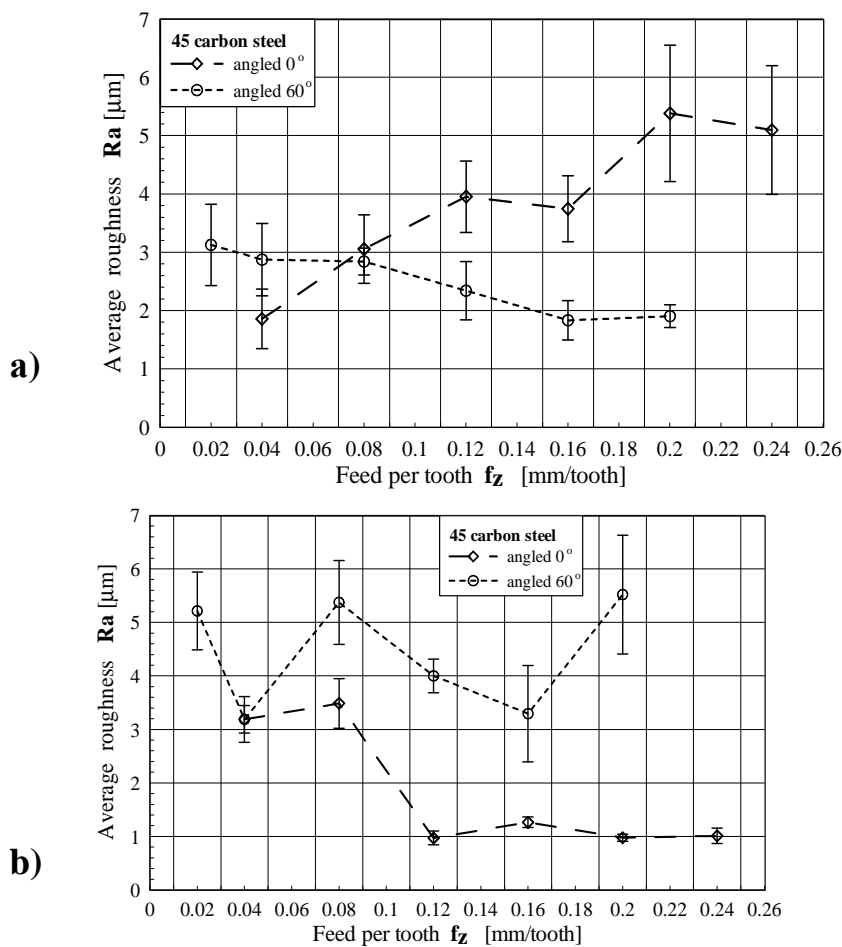 a)
7
6
5
4
3
2
1
0
Average roughness Ra [μm]
45 carbon steel
angled 0°
angled 60°
0 0.02 0.04 0.06 0.08 0.10 0.12 0.14 0.16 0.18 0.2 0.22 0.24 0.26
Feed per tooth fz [mm/tooth]
b)
7
6
5
4
3
2
1
0
Average roughness Ra [μm]
45 carbon steel
angled 0°
angled 60°
0 0.02 0.04 0.06 0.08 0.10 0.12 0.14 0.16 0.18 0.2 0.22 0.24 0.26
Feed per tooth fz [mm/tooth]